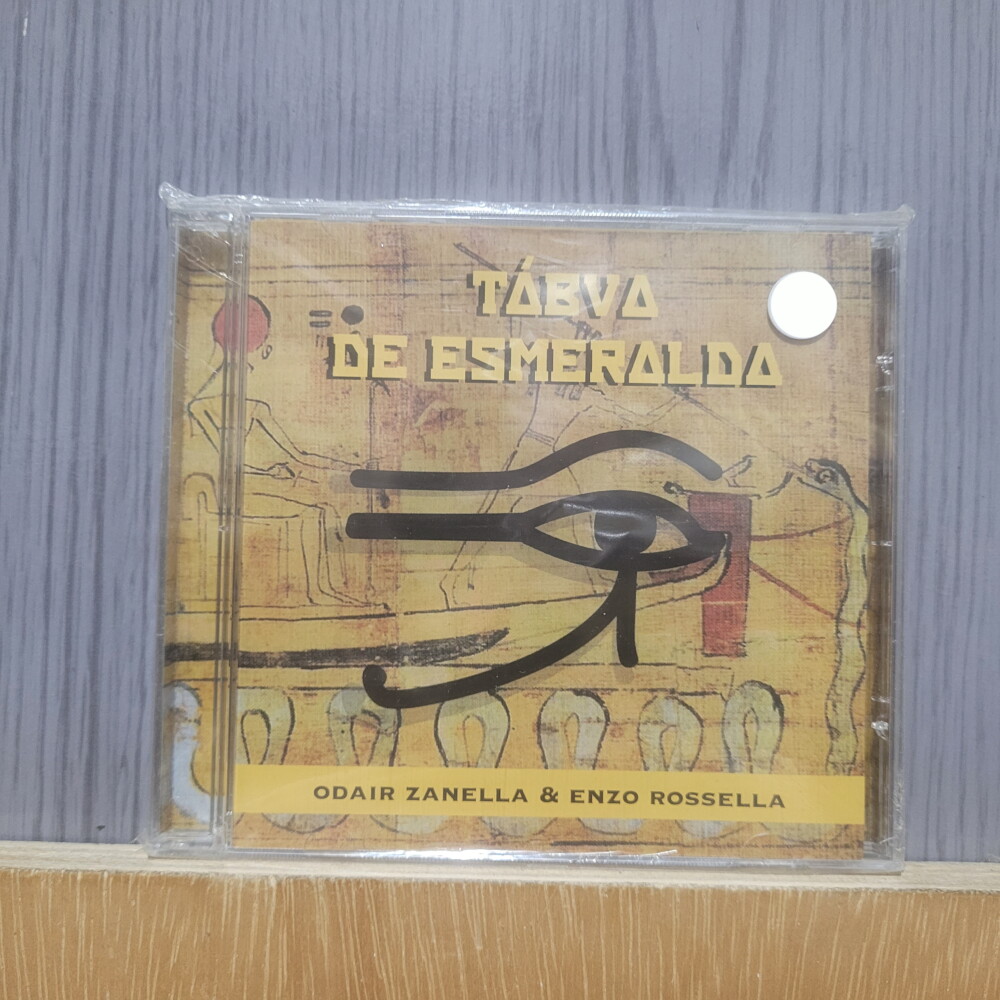 TÁBVA
DE ESMERALDA
ODAIR ZANELLA & ENZO ROSSELLA